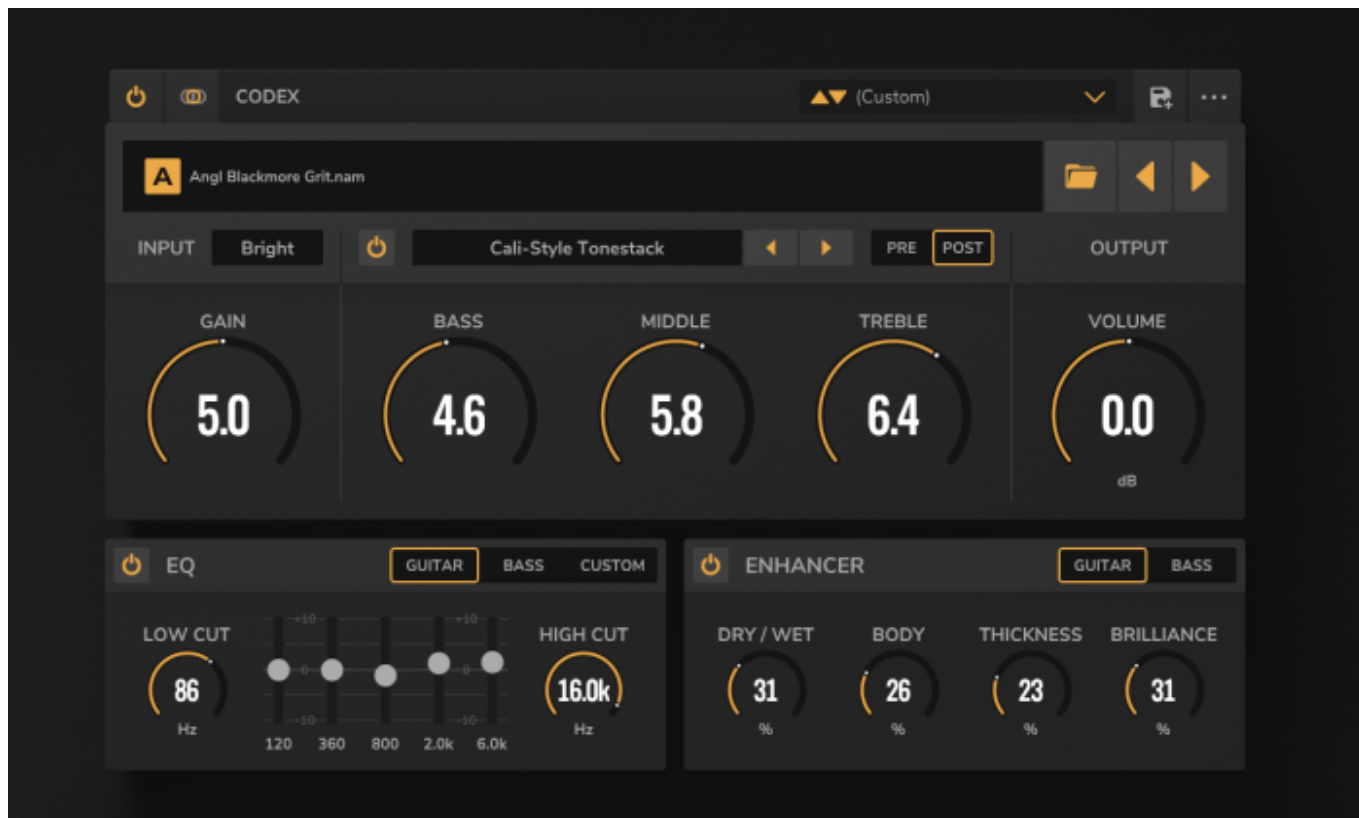 CODEX (Custom)
A Angl Blackmore Grit.nam
INPUT Bright Cali-Style Tonestack PRE POST OUTPUT
GAIN BASS MIDDLE TREBLE VOLUME
5.0 4.6 5.8 6.4 0.0
dB
EQ GUITAR BASS CUSTOM
LOW CUT +10 +10 HIGH CUT
86 0 0 16.0k
Hz -10 -10 Hz
120 360 800 2.0k 6.0k
ENHANCER GUITAR BASS
DRY / WET BODY THICKNESS BRILLIANCE
31 26 23 31
% % % %